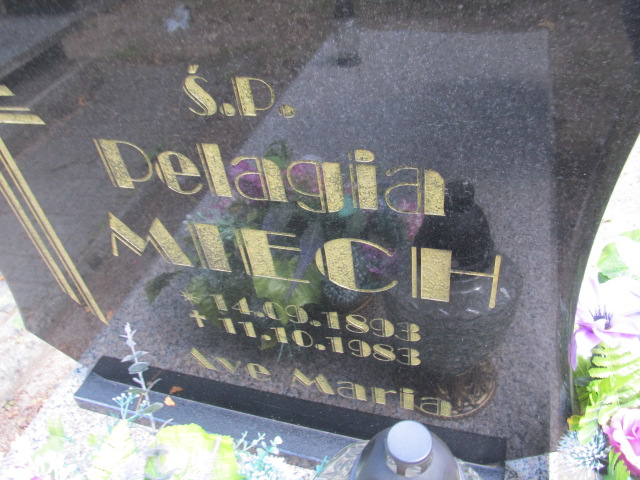 Ś.P.
Pelagia
MIECH
* 14.09.1893
✝ 11.10.1983
Ave Maria